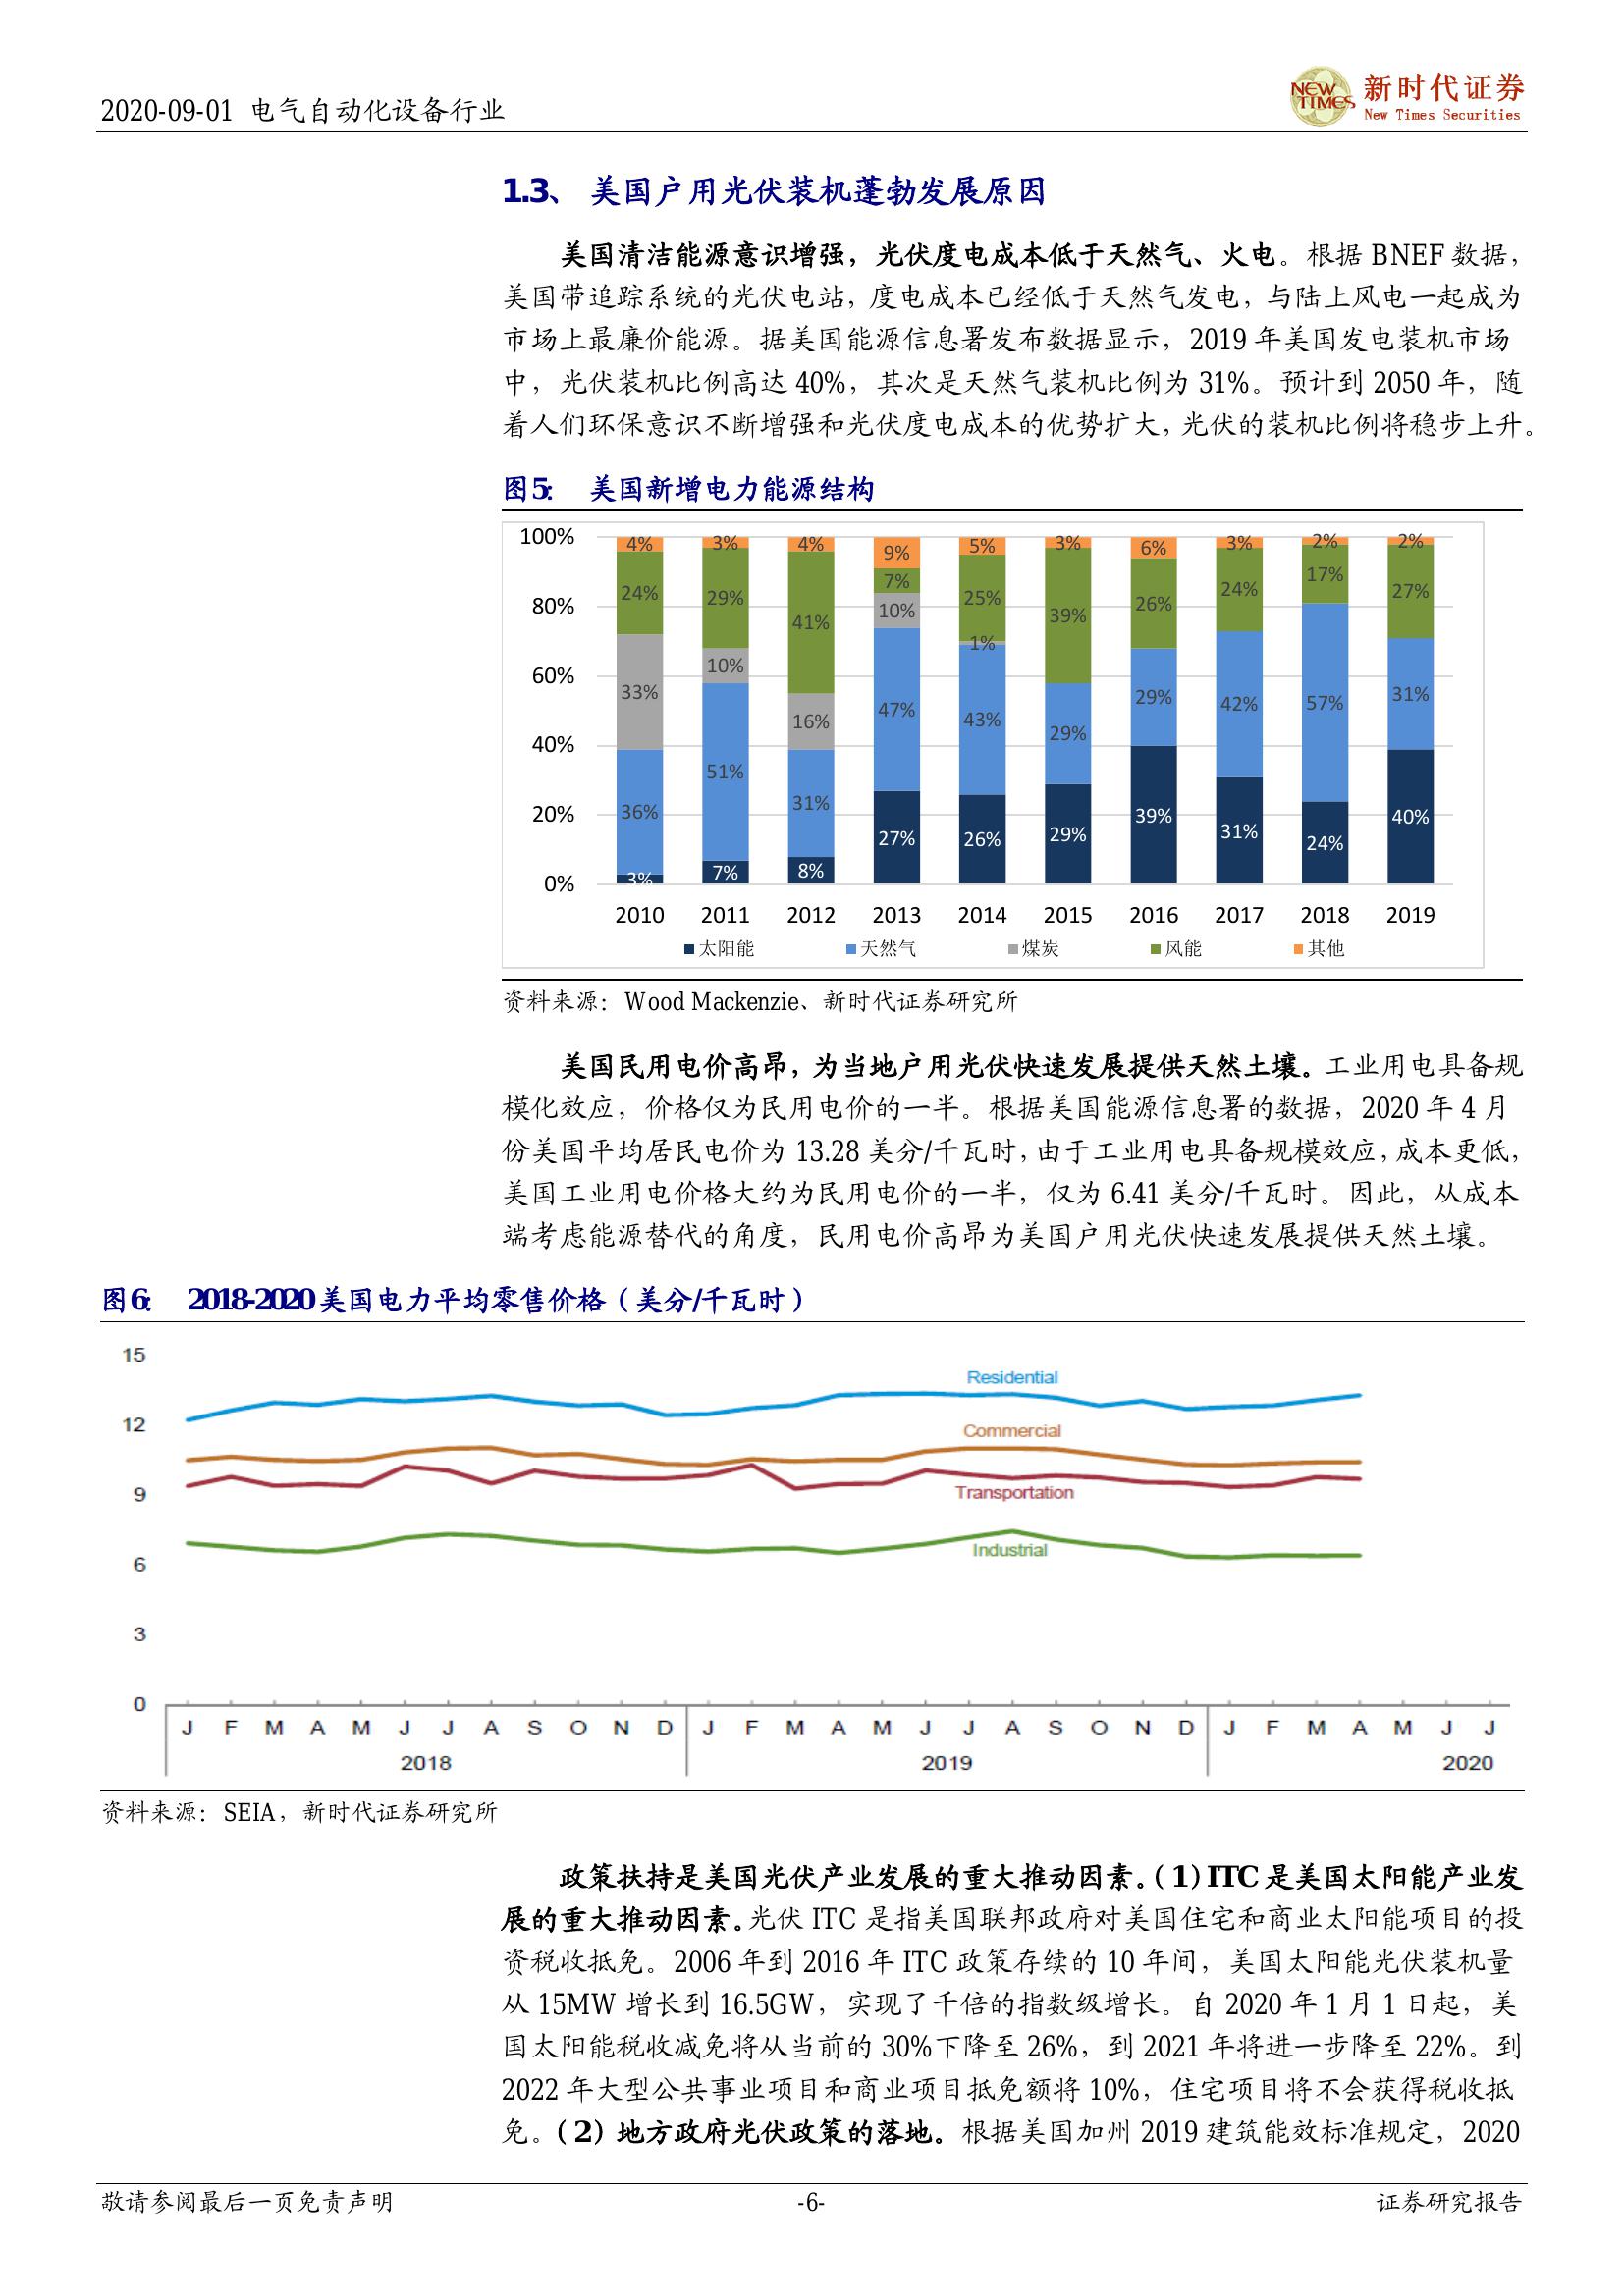 2020-09-01 电气自动化设备行业
NEW TIMES
新时代证券
New Times Securities
1.3、 美国户用光伏装机蓬勃发展原因
美国清洁能源意识增强，光伏度电成本低于天然气、火电。根据 BNEF 数据，
美国带追踪系统的光伏电站，度电成本已经低于天然气发电，与陆上风电一起成为
市场上最廉价能源。据美国能源信息署发布数据显示，2019 年美国发电装机市场
中，光伏装机比例高达 40%，其次是天然气装机比例为 31%。预计到 2050 年，随
着人们环保意识不断增强和光伏度电成本的优势扩大，光伏的装机比例将稳步上升。
图5： 美国新增电力能源结构
100% 4% 3% 4% 9% 5% 3% 6% 3% 2% 2%
24% 29% 41% 7% 25% 39% 26% 24% 17% 27%
80%
33% 10% 16% 10% 1%
60%
36% 51% 31% 47% 43% 29% 29% 42% 57% 31%
40%
20%
3% 7% 8% 27% 26% 29% 39% 31% 24% 40%
0%
2010 2011 2012 2013 2014 2015 2016 2017 2018 2019
太阳能 天然气 煤炭 风能 其他
资料来源：Wood Mackenzie、新时代证券研究所
美国民用电价高昂，为当地户用光伏快速发展提供天然土壤。工业用电具备规
模化效应，价格仅为民用电价的一半。根据美国能源信息署的数据，2020 年 4 月
份美国平均居民电价为 13.28 美分/千瓦时，由于工业用电具备规模效应，成本更低，
美国工业用电价格大约为民用电价的一半，仅为 6.41 美分/千瓦时。因此，从成本
端考虑能源替代的角度，民用电价高昂为美国户用光伏快速发展提供天然土壤。
图6： 2018-2020美国电力平均零售价格（美分/千瓦时）
15
Residential
12
Commercial
9
Transportation
Industrial
6
3
0
J F M A M J J A S O N D J F M A M J J A S O N D J F M A M J J
2018 2019 2020
资料来源：SEIA，新时代证券研究所
政策扶持是美国光伏产业发展的重大推动因素。（1）ITC 是美国太阳能产业发
展的重大推动因素。光伏 ITC 是指美国联邦政府对美国住宅和商业太阳能项目的投
资税收抵免。2006 年到 2016 年 ITC 政策存续的 10 年间，美国太阳能光伏装机量
从 15MW 增长到 16.5GW，实现了千倍的指数级增长。自 2020 年 1 月 1 日起，美
国太阳能税收减免将从当前的 30%下降至 26%，到 2021 年将进一步降至 22%。到
2022 年大型公共事业项目和商业项目抵免额将 10%，住宅项目将不会获得税收抵
免。（2）地方政府光伏政策的落地。根据美国加州 2019 建筑能效标准规定，2020
敬请参阅最后一页免责声明 -6- 证券研究报告